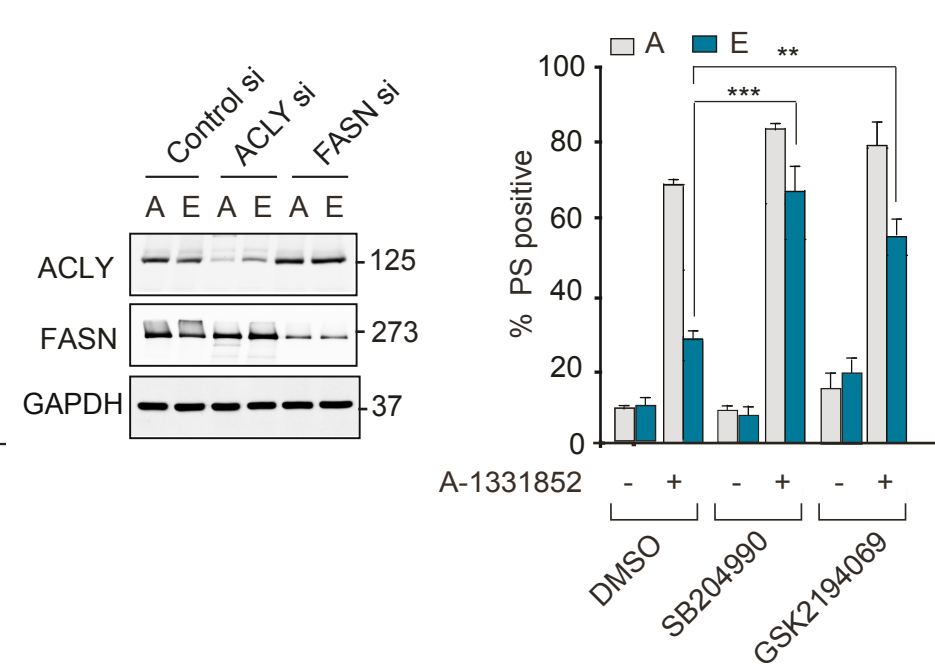 Control si
ACLY si
FASN si
A E A E A E
ACLY
125
FASN
273
GAPDH
37
A E
**
***
% PS positive
100
80
60
40
20
0
A-1331852 - + - + - +
DMSO
SB204990
GSK2194069